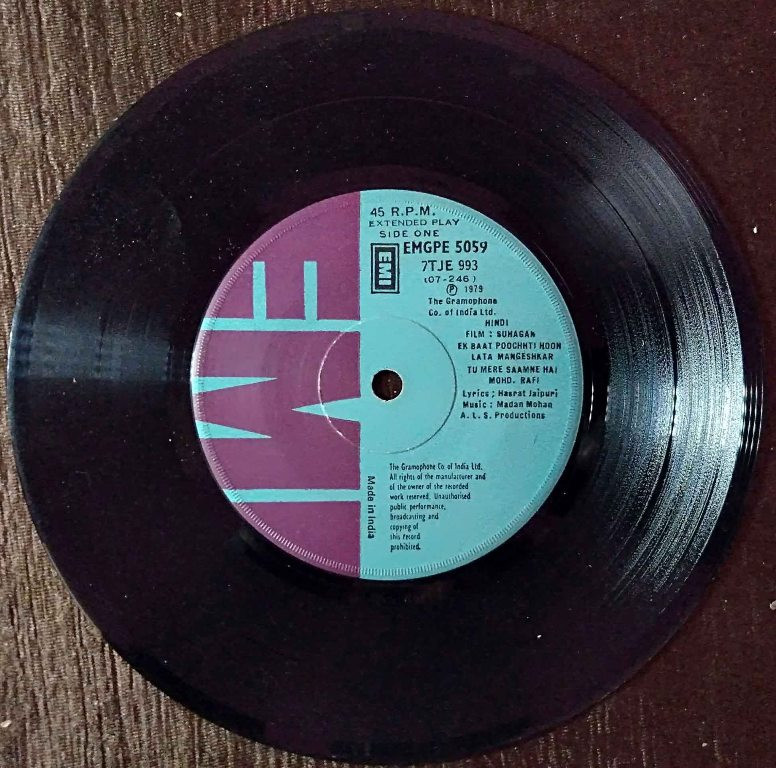 45 R.P.M.
EXTENDED PLAY
SIDE ONE
EMI
EMGPE 5059
7TJE 993
(07-246)
Ⓟ 1979
The Gramophone
Co. of India Ltd.
HINDI
FILM : SUHAGAN
EK BAAT POOCHHTI HOON
LATA MANGESHKAR
TU MERE SAAMNE HAI
MOHD. RAFI
Lyrics ; Hasrat Jaipuri
Music : Madan Mohan
A. L. S. Productions
The Gramophone Co. of India Ltd.
All rights of the manufacturer and
of the owner of the recorded
work reserved. Unauthorised
public performance,
broadcasting and
copying of
this record
prohibited.
Made in India
EMI